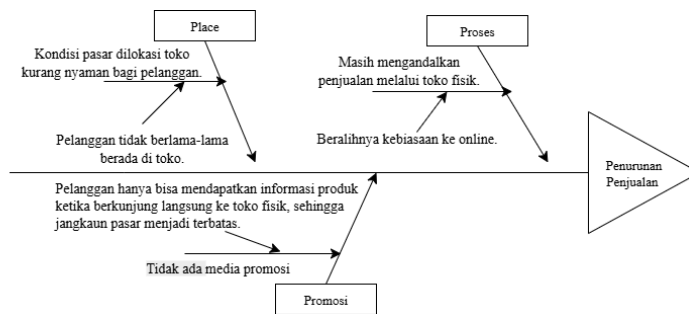 Place
Proses
Kondisi pasar dilokasi toko
kurang nyaman bagi pelanggan.
Masih mengandalkan
penjualan melalui toko fisik.
Pelanggan tidak berlama-lama
berada di toko.
Beralihnya kebiasaan ke online.
Penurunan
Penjualan
Pelanggan hanya bisa mendapatkan informasi produk
ketika berkunjung langsung ke toko fisik, sehingga
jangkaun pasar menjadi terbatas.
Tidak ada media promosi
Promosi